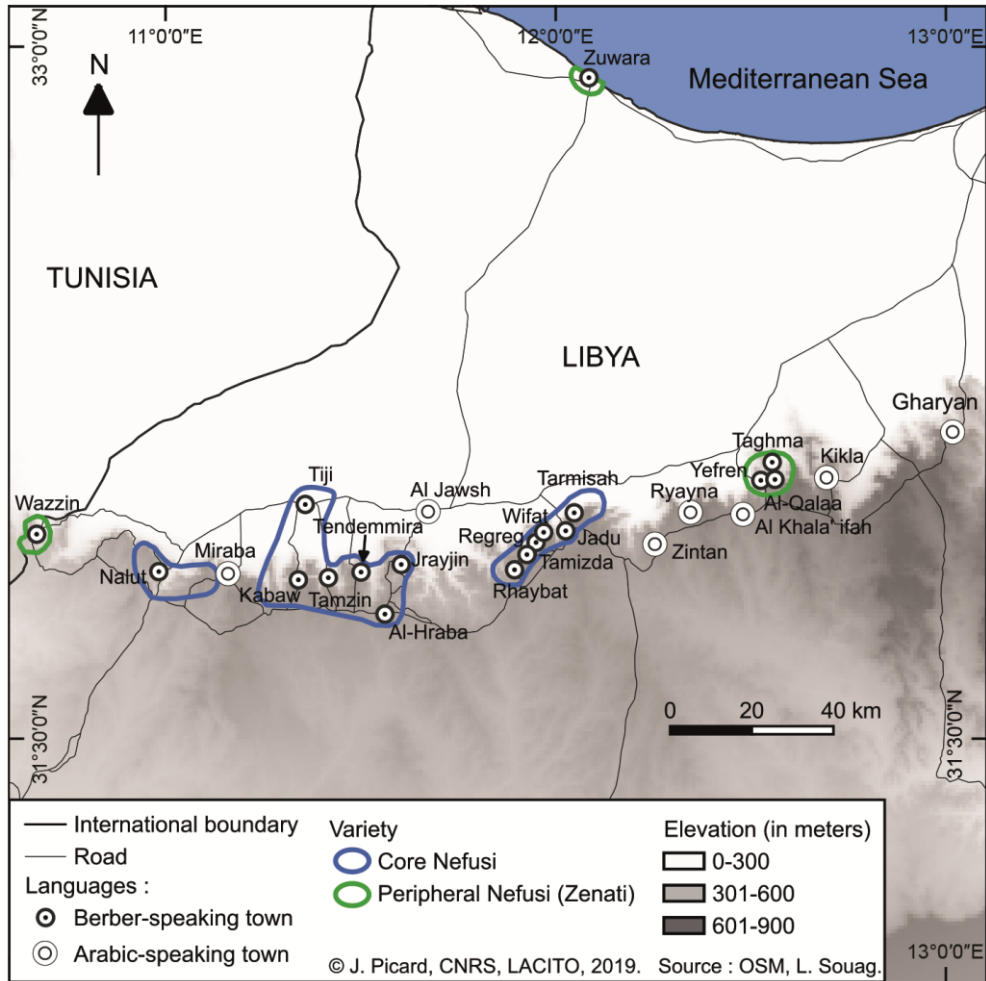 11°0'0"E
12°0'0"E
13°0'0"E
33°0'0"N
N
Zuwara
Mediterranean Sea
TUNISIA
LIBYA
Gharyan
Taghma
Kikla
Yefren
Al-Qalaa
Al Khala`ifah
Ryayna
Zintan
Tiji
Al Jawsh
Tarmisah
Wazzin
Tendemmira
Wifat
Regreg
Jadu
Miraba
Jrayjin
Tamizda
Nalut
Kabaw
Tamzin
Rhaybat
Al-Hraba
0 20 40 km
31°30'0"N
31°30'0"N
International boundary
Road
Languages :
Berber-speaking town
Arabic-speaking town
Variety
Core Nefusi
Peripheral Nefusi (Zenati)
Elevation (in meters)
0-300
301-600
601-900
© J. Picard, CNRS, LACITO, 2019. Source : OSM, L. Souag.
13°0'0"E